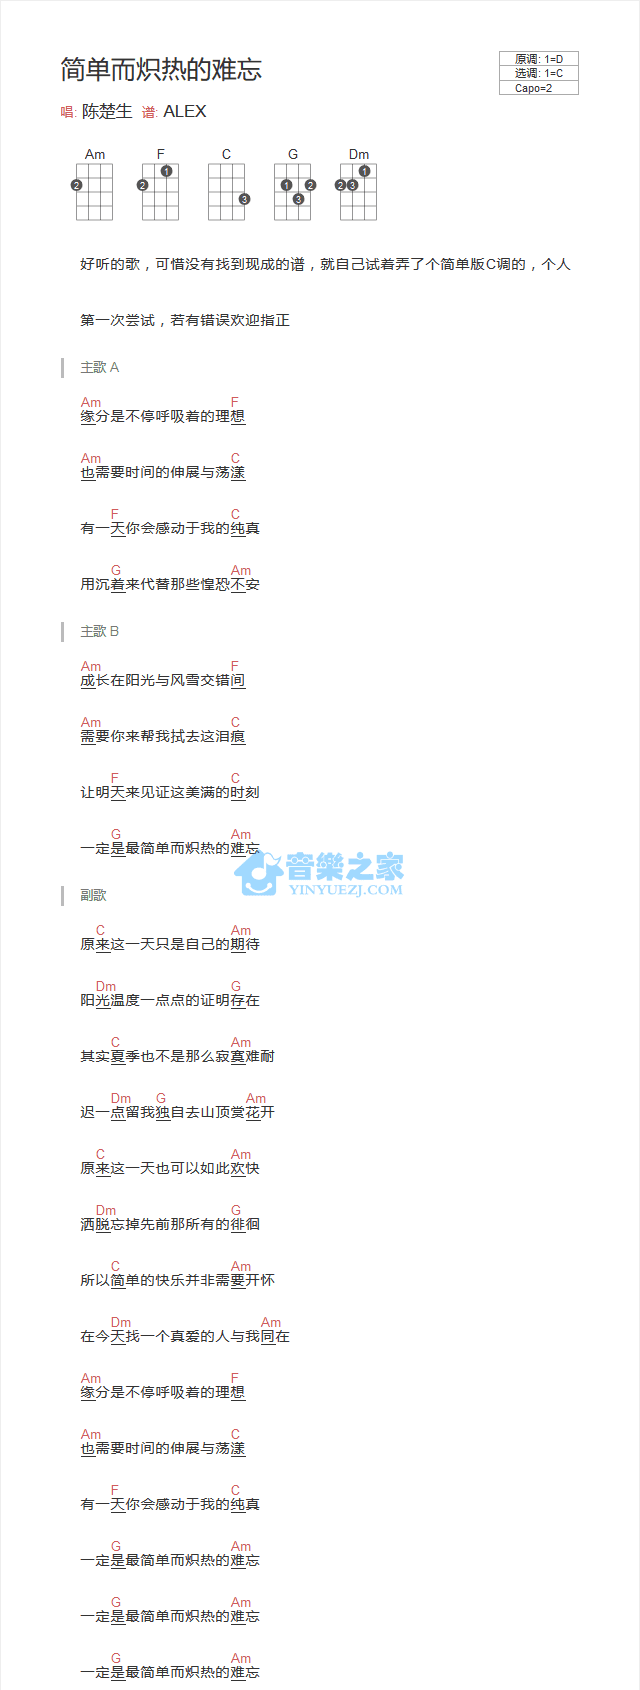 简单而炽热的难忘
原调: 1=D
选调: 1=C
Capo=2
唱: 陈楚生 谱: ALEX
Am F C G Dm
2 1 2 3 1 2 3 1 2 3
好听的歌，可惜没有找到现成的谱，就自己试着弄了个简单版C调的，个人
第一次尝试，若有错误欢迎指正
主歌 A
Am F
缘分是不停呼吸着的理想
Am C
也需要时间的伸展与荡漾
F C
有一天你会感动于我的纯真
G Am
用沉着来代替那些惶恐不安
主歌 B
Am F
成长在阳光与风雪交错间
Am C
需要你来帮我拭去这泪痕
F C
让明天来见证这美满的时刻
G Am
一定是最简单而炽热的难忘
音樂之家
YINYUEZJ.COM
副歌
C Am
原来这一天只是自己的期待
Dm G
阳光温度一点点的证明存在
C Am
其实夏季也不是那么寂寞难耐
Dm G Am
迟一点留我独自去山顶赏花开
C Am
原来这一天也可以如此欢快
Dm G
洒脱忘掉先前那所有的徘徊
C Am
所以简单的快乐并非需要开怀
Dm Am
在今天找一个真爱的人与我同在
Am F
缘分是不停呼吸着的理想
Am C
也需要时间的伸展与荡漾
F C
有一天你会感动于我的纯真
G Am
一定是最简单而炽热的难忘
G Am
一定是最简单而炽热的难忘
G Am
一定是最简单而炽热的难忘